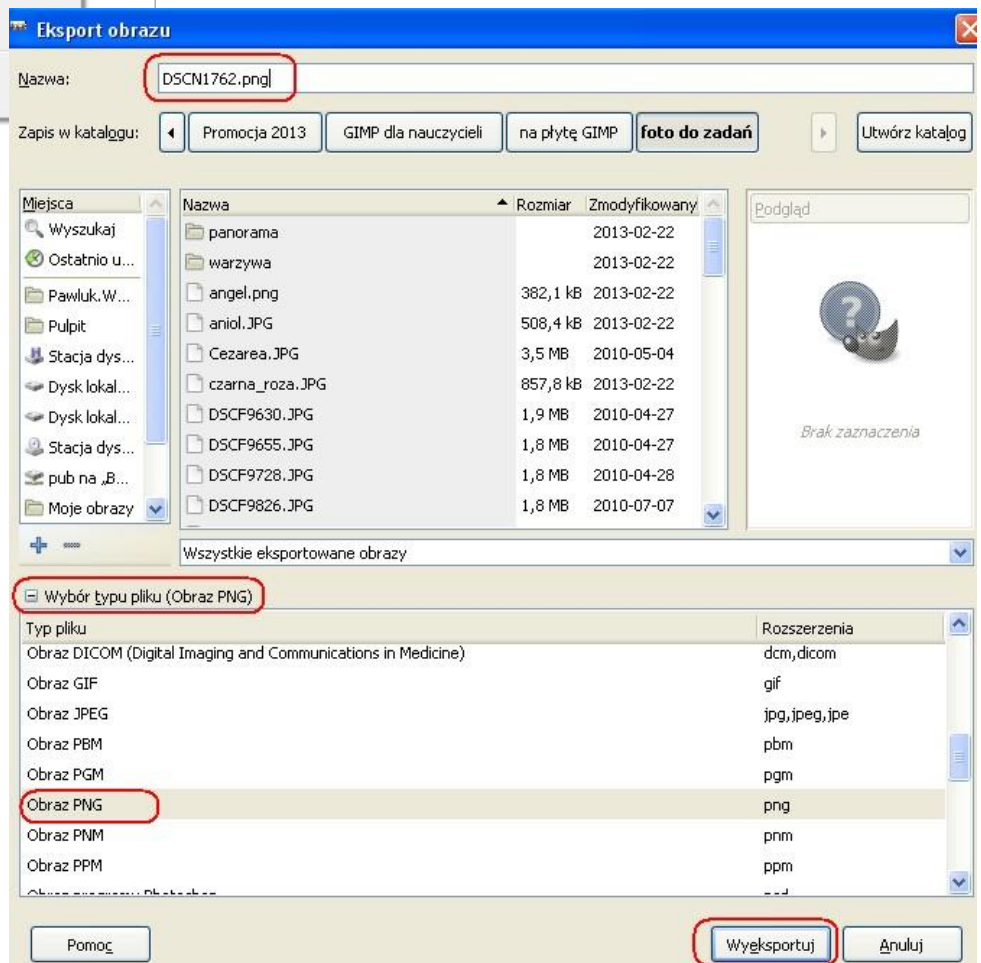 Eksport obrazu
Nazwa: DSCN1762.png
Zapis w katalogu: Promocja 2013 GIMP dla nauczycieli na płytę GIMP foto do zadań Utwórz katalog
Miejsca Nazwa Rozmiar Zmodyfikowany Podgląd
Wyszukaj panorama 2013-02-22
Ostatnio u... warzywa 2013-02-22
Pawluk.W... angel.png 382,1 kB 2013-02-22
Pulpit aniol.JPG 508,4 kB 2013-02-22
Stacja dys... Cezarea.JPG 3,5 MB 2010-05-04
Dysk lokal... czarna_roza.JPG 857,8 kB 2013-02-22
Dysk lokal... DSCF9630.JPG 1,9 MB 2010-04-27
Brak zaznaczenia
Stacja dys... DSCF9655.JPG 1,8 MB 2010-04-27
pub na „B... DSCF9728.JPG 1,8 MB 2010-04-28
Moje obrazy DSCF9826.JPG 1,8 MB 2010-07-07
Wszystkie eksportowane obrazy
Wybór typu pliku (Obraz PNG)
Typ pliku Rozszerzenia
Obraz DICOM (Digital Imaging and Communications in Medicine) dcm,dicom
Obraz GIF gif
Obraz JPEG jpg,jpeg,jpe
Obraz PBM pbm
Obraz PGM pgm
Obraz PNG png
Obraz PNM pnm
Obraz PPM ppm
Pomoc Wyeksportuj Anuluj